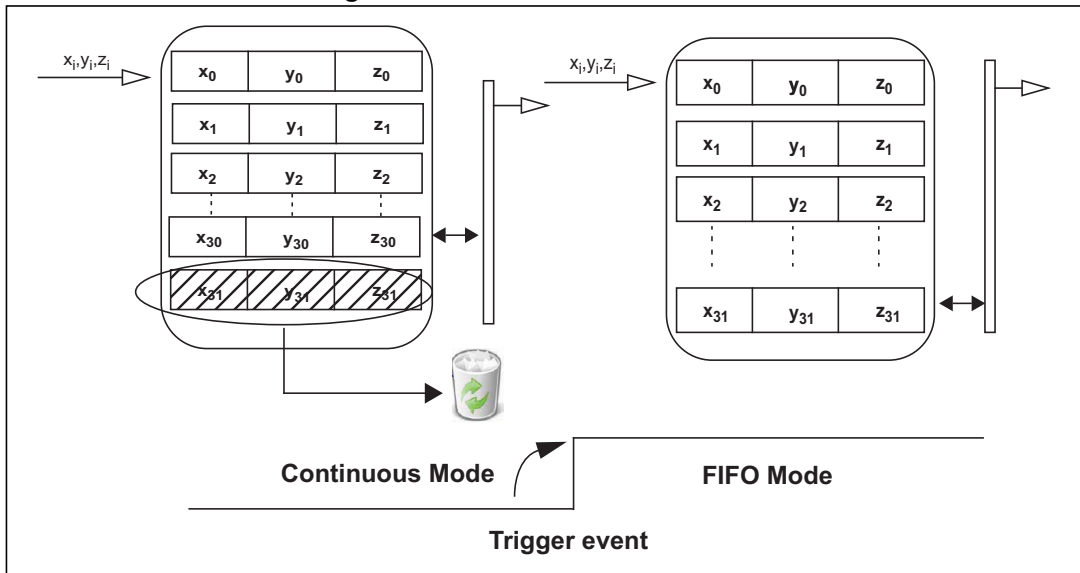 xᵢ,yᵢ,zᵢ
x₀ y₀ z₀
x₁ y₁ z₁
x₂ y₂ z₂
x₃₀ y₃₀ z₃₀
x₃₁ y₃₁ z₃₁
xᵢ,yᵢ,zᵢ
x₀ y₀ z₀
x₁ y₁ z₁
x₂ y₂ z₂
x₃₁ y₃₁ z₃₁
Continuous Mode
FIFO Mode
Trigger event